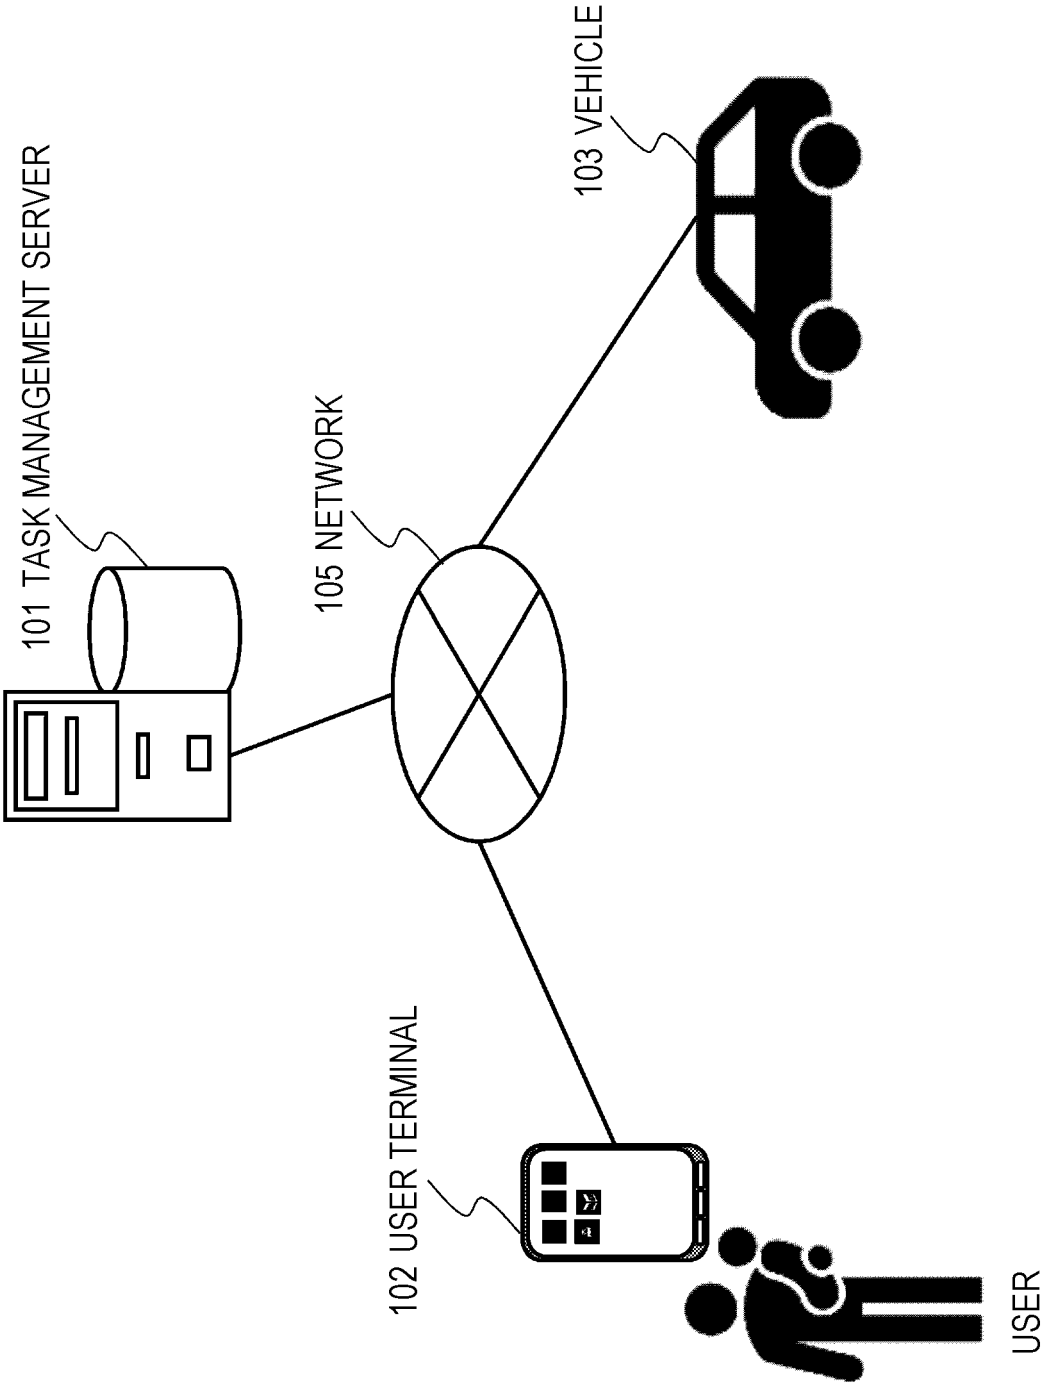 101 TASK MANAGEMENT SERVER
105 NETWORK
102 USER TERMINAL
103 VEHICLE
USER